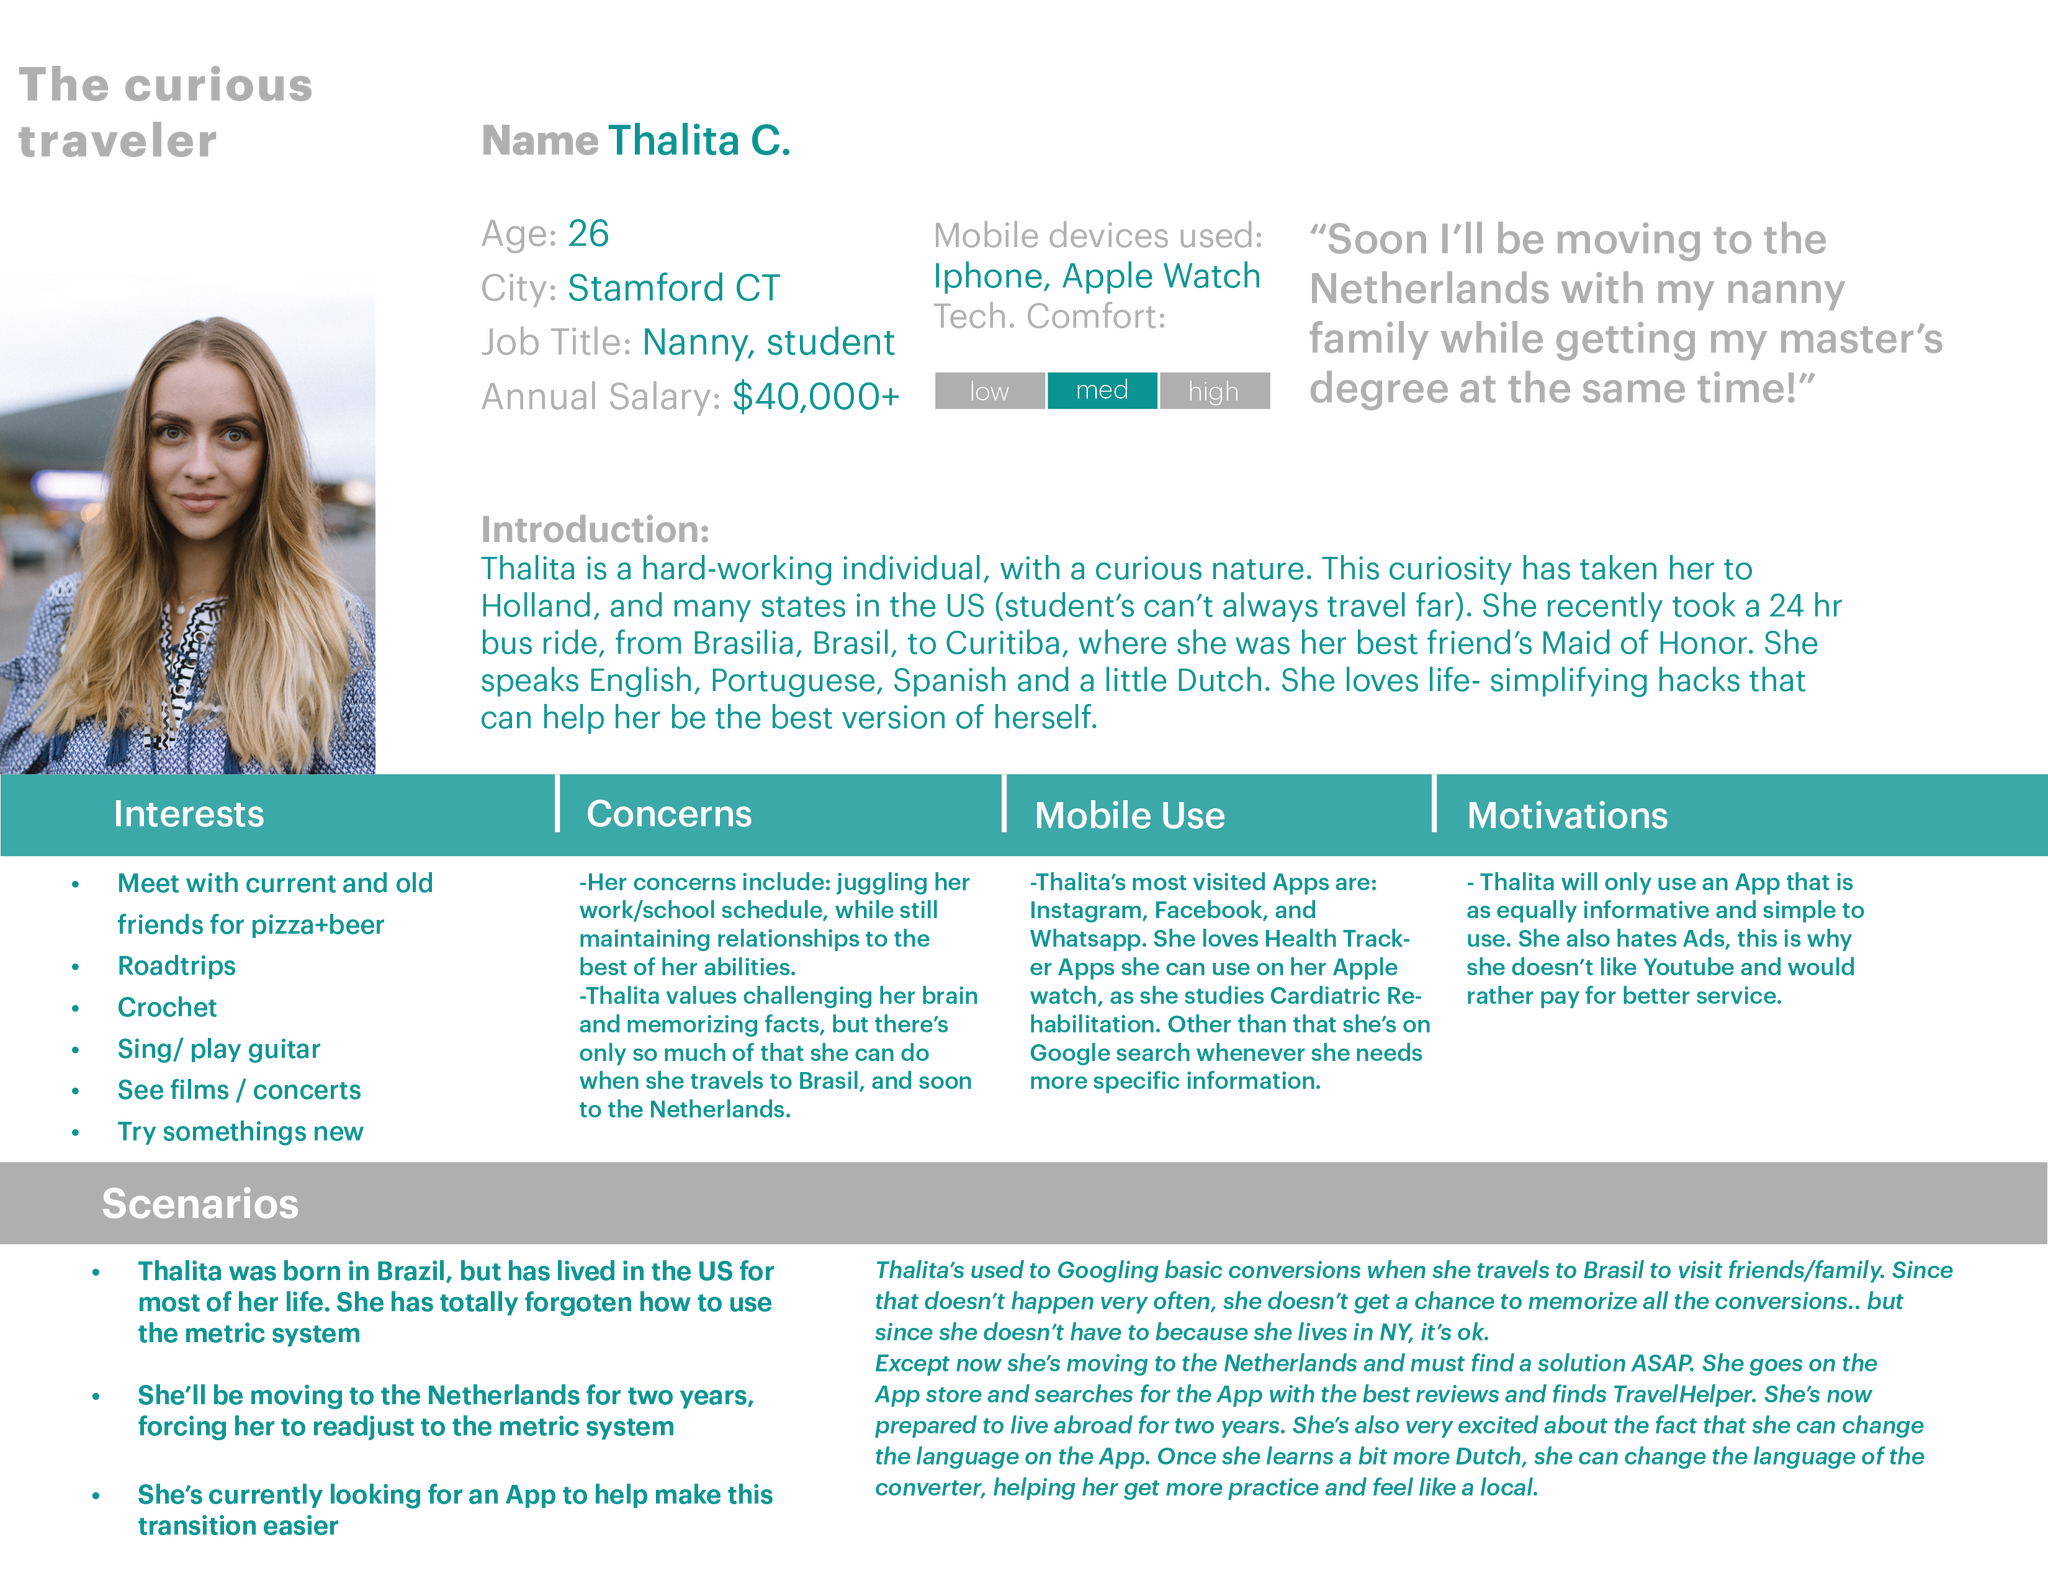 The curious
traveler
Name Thalita C.
Age: 26
City: Stamford CT
Job Title: Nanny, student
Annual Salary: $40,000+
Mobile devices used:
Iphone, Apple Watch
Tech. Comfort:
low med high
“Soon I’ll be moving to the
Netherlands with my nanny
family while getting my master’s
degree at the same time!”
Introduction:
Thalita is a hard-working individual, with a curious nature. This curiosity has taken her to
Holland, and many states in the US (student’s can’t always travel far). She recently took a 24 hr
bus ride, from Brasilia, Brasil, to Curitiba, where she was her best friend’s Maid of Honor. She
speaks English, Portuguese, Spanish and a little Dutch. She loves life- simplifying hacks that
can help her be the best version of herself.
Interests
• Meet with current and old
friends for pizza+beer
• Roadtrips
• Crochet
• Sing/ play guitar
• See films / concerts
• Try somethings new
Concerns
-Her concerns include: juggling her
work/school schedule, while still
maintaining relationships to the
best of her abilities.
-Thalita values challenging her brain
and memorizing facts, but there’s
only so much of that she can do
when she travels to Brasil, and soon
to the Netherlands.
Mobile Use
-Thalita’s most visited Apps are:
Instagram, Facebook, and
Whatsapp. She loves Health Track-
er Apps she can use on her Apple
watch, as she studies Cardiatric Re-
habilitation. Other than that she’s on
Google search whenever she needs
more specific information.
Motivations
- Thalita will only use an App that is
as equally informative and simple to
use. She also hates Ads, this is why
she doesn’t like Youtube and would
rather pay for better service.
Scenarios
• Thalita was born in Brazil, but has lived in the US for
most of her life. She has totally forgoten how to use
the metric system
• She’ll be moving to the Netherlands for two years,
forcing her to readjust to the metric system
• She’s currently looking for an App to help make this
transition easier
Thalita’s used to Googling basic conversions when she travels to Brasil to visit friends/family. Since
that doesn’t happen very often, she doesn’t get a chance to memorize all the conversions.. but
since she doesn’t have to because she lives in NY, it’s ok.
Except now she’s moving to the Netherlands and must find a solution ASAP. She goes on the
App store and searches for the App with the best reviews and finds TravelHelper. She’s now
prepared to live abroad for two years. She’s also very excited about the fact that she can change
the language on the App. Once she learns a bit more Dutch, she can change the language of the
converter, helping her get more practice and feel like a local.